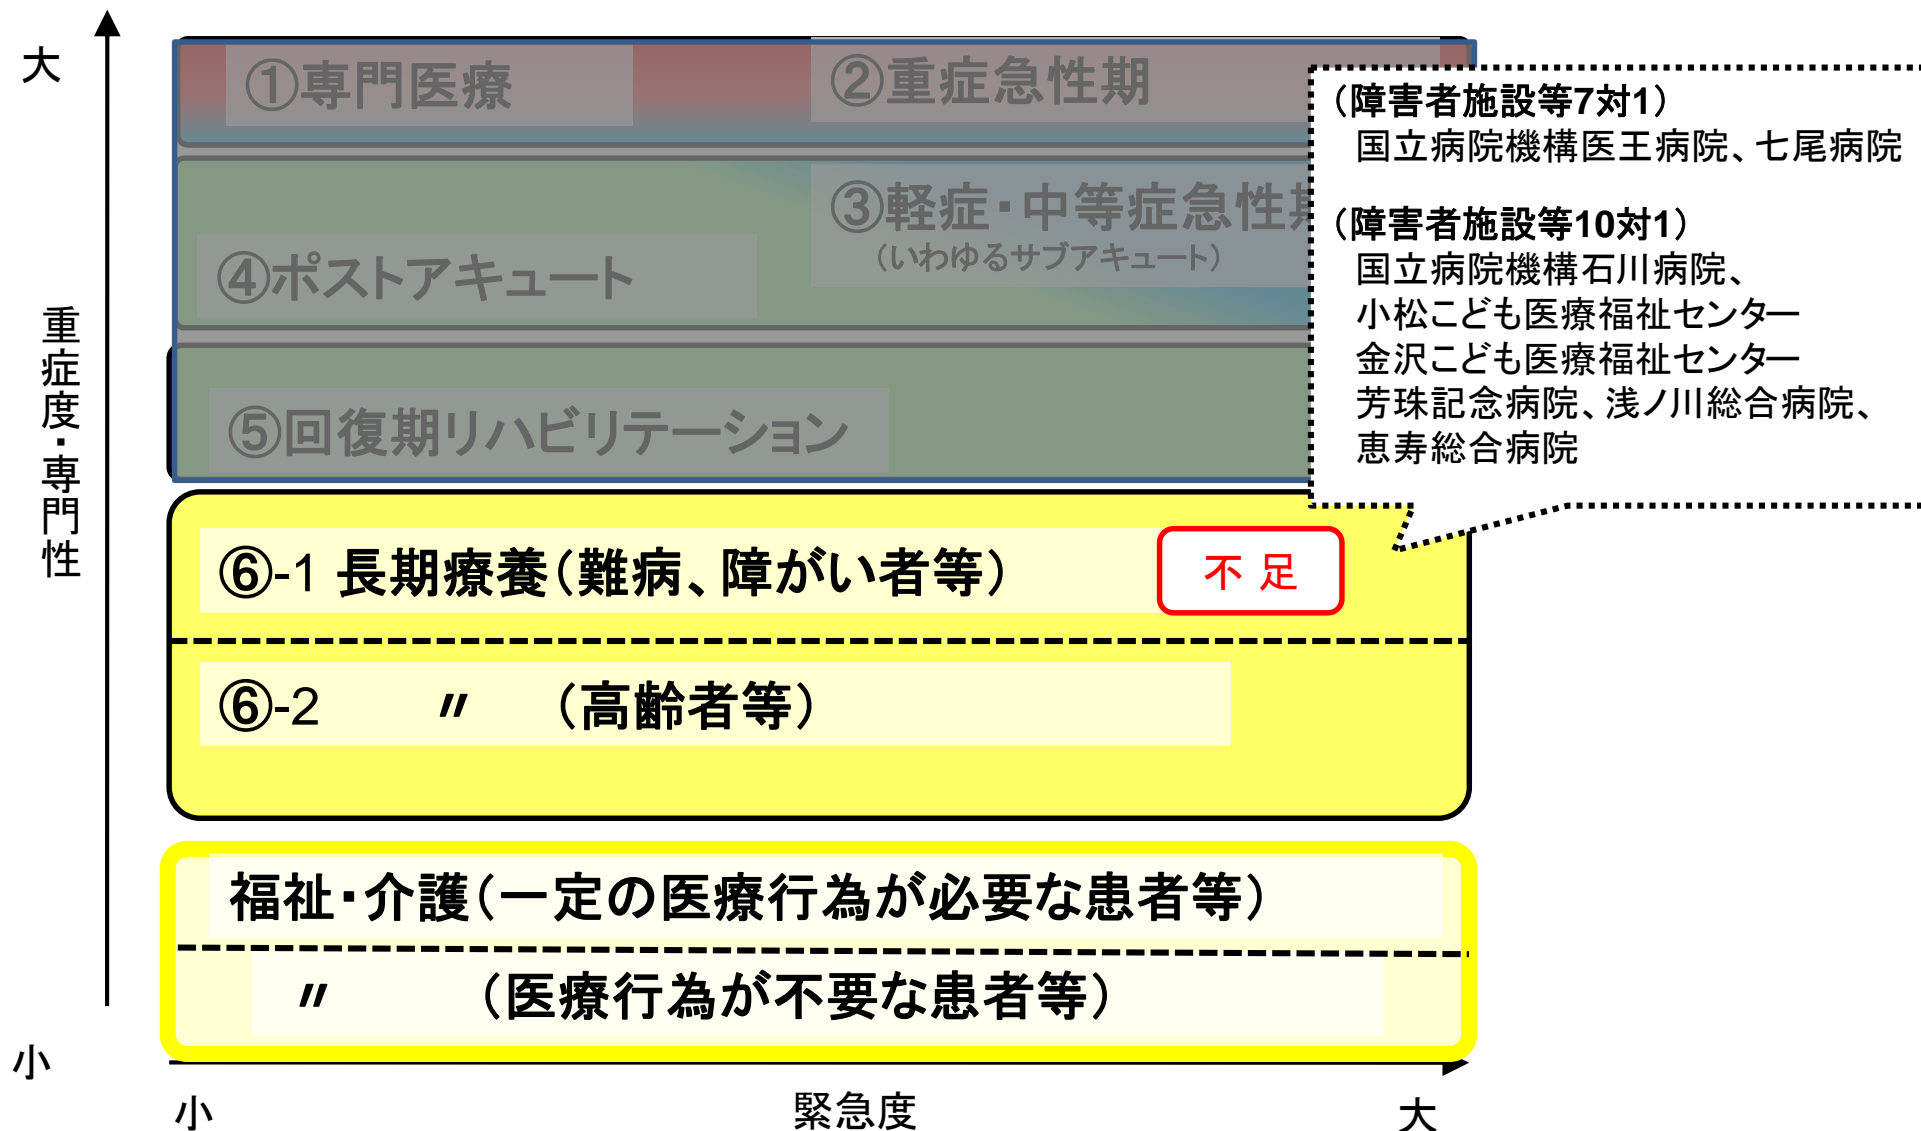 大
①専門医療
②重症急性期
③軽症・中等症急性期
(いわゆるサブアキュート)
④ポストアキュート
⑤回復期リハビリテーション
(障害者施設等7対1)
国立病院機構医王病院、七尾病院
(障害者施設等10対1)
国立病院機構石川病院、
小松こども医療福祉センター
金沢こども医療福祉センター
芳珠記念病院、浅ノ川総合病院、
恵寿総合病院
重症度・専門性
⑥-1 長期療養(難病、障がい者等)
不 足
⑥-2 〃 (高齢者等)
福祉・介護(一定の医療行為が必要な患者等)
〃 (医療行為が不要な患者等)
小
小
緊急度
大